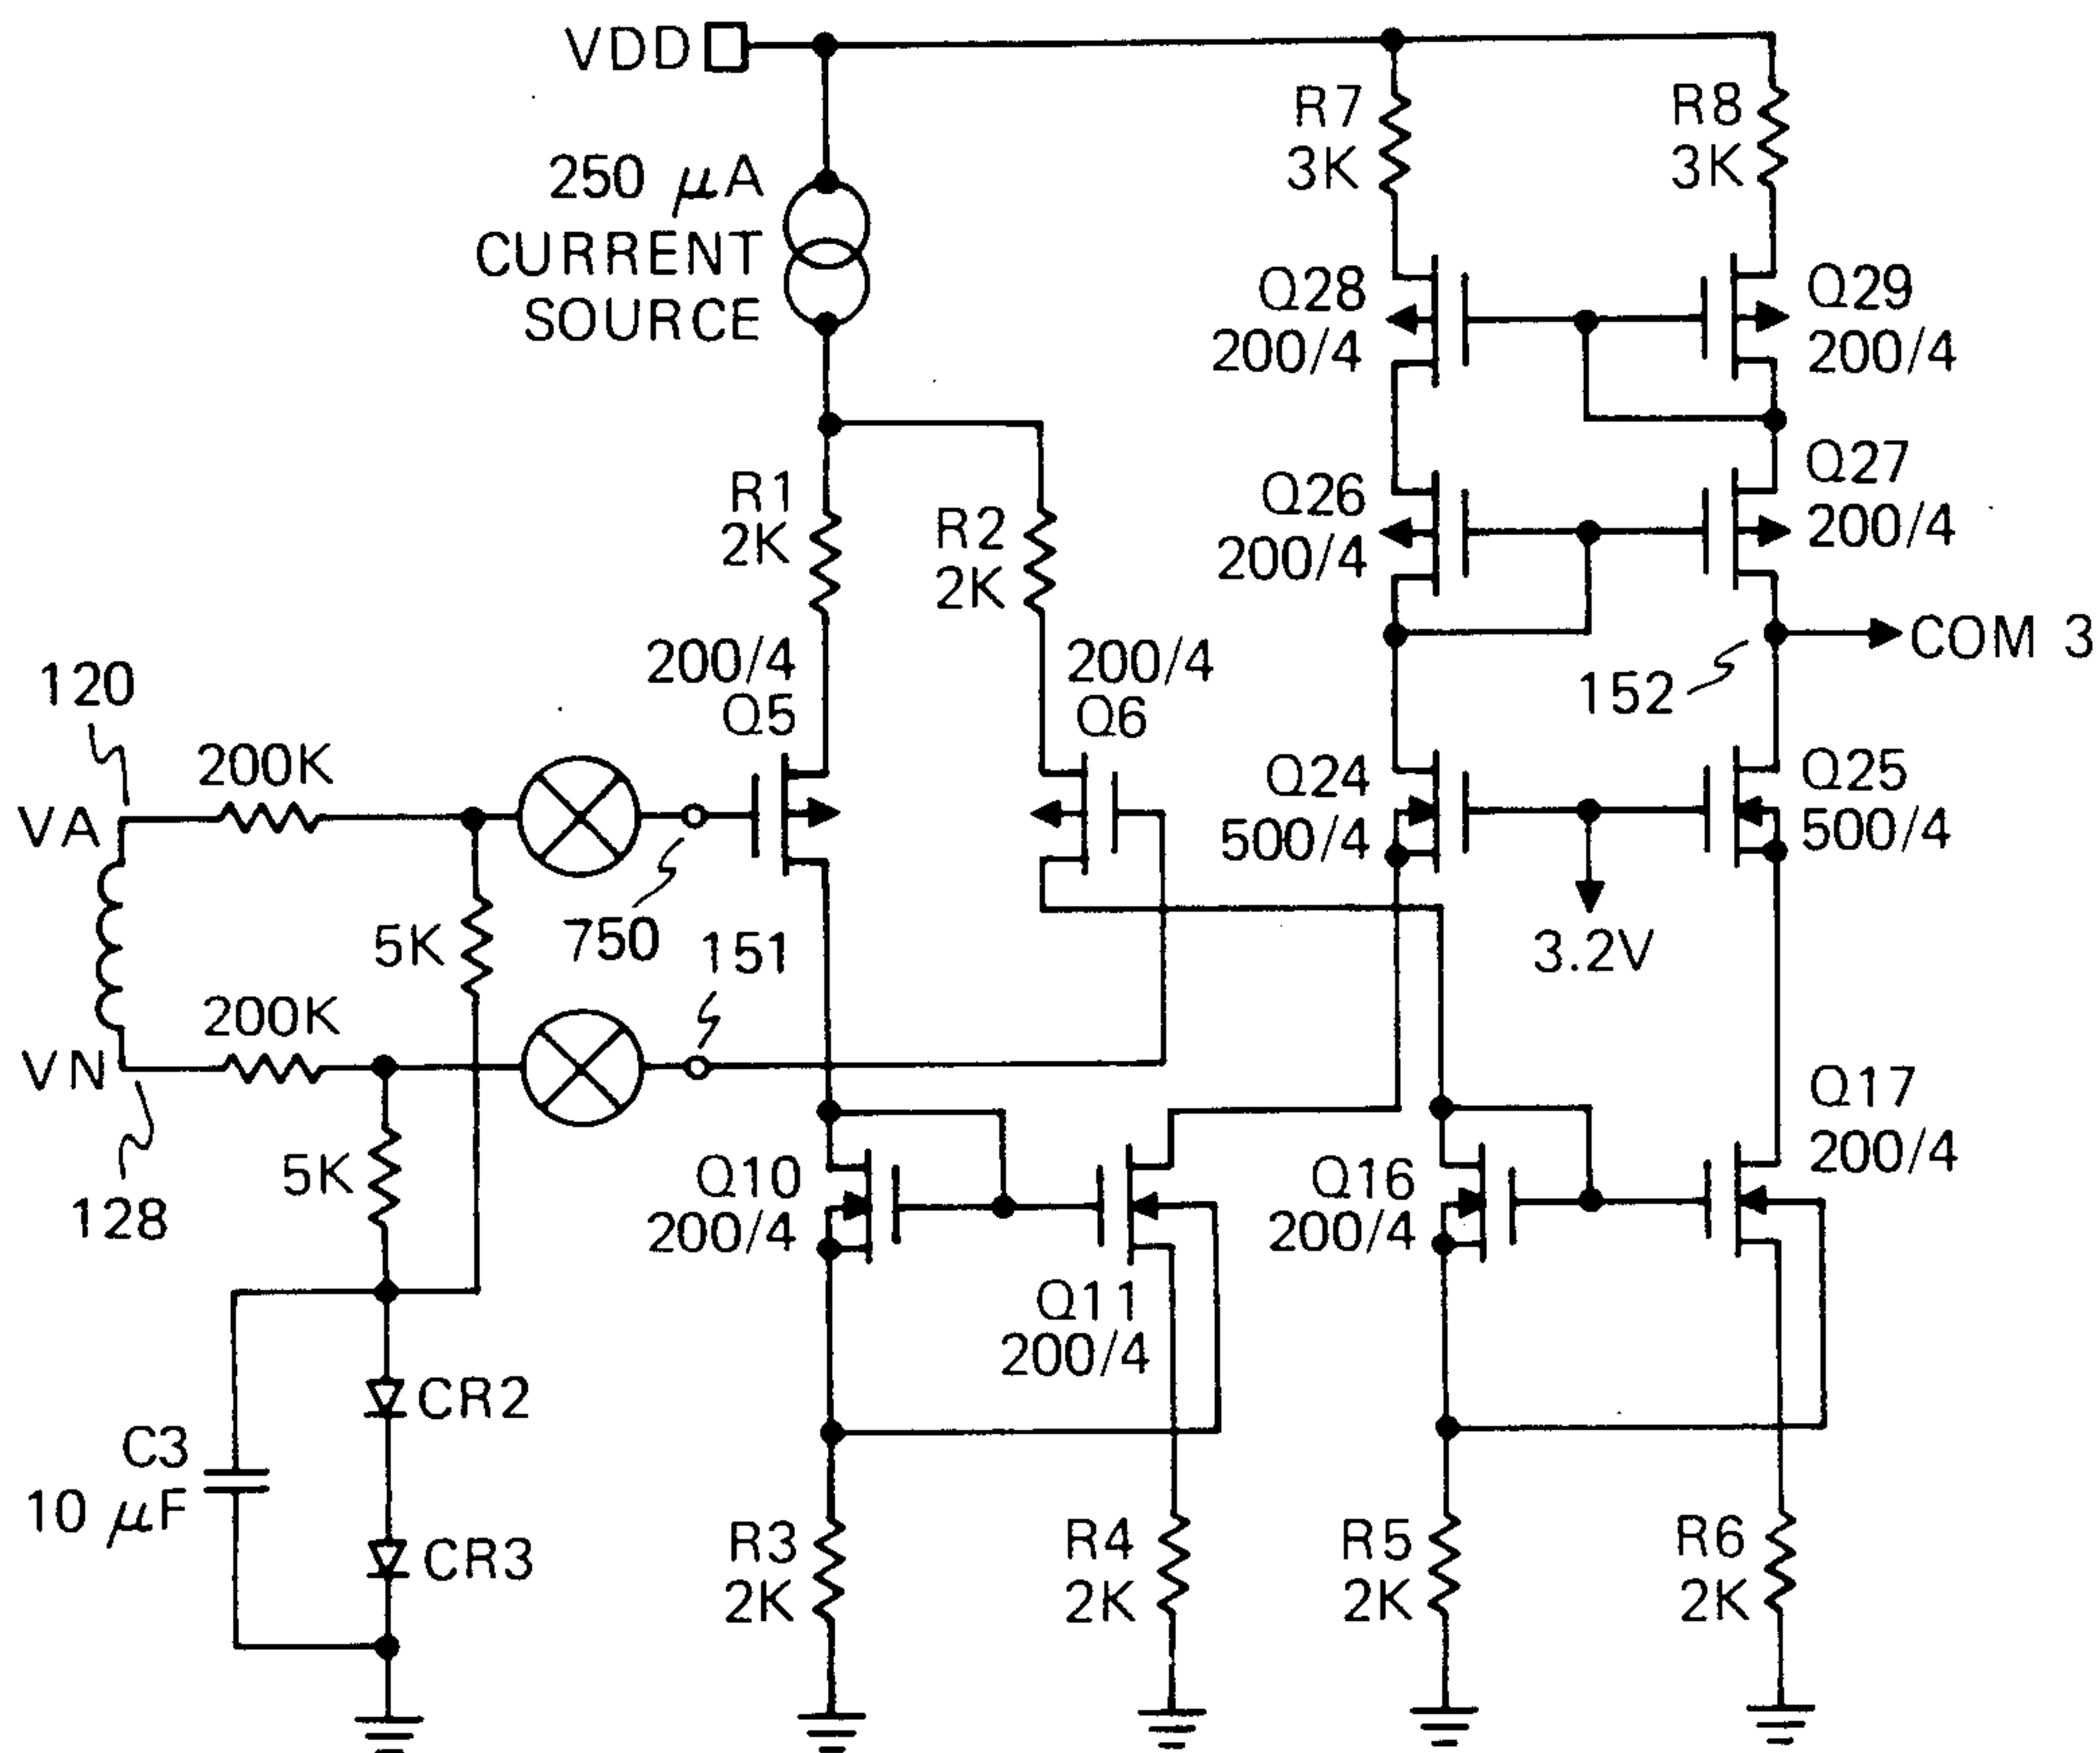 VDD
250 μA
CURRENT
SOURCE
R7
3K
R8
3K
Q28
200/4
Q29
200/4
R1
2K
R2
2K
Q26
200/4
Q27
200/4
200/4
Q5
200/4
Q6
COM 3
152
120
200K
VA
Q24
500/4
Q25
500/4
5K
750
151
3.2V
200K
VN
5K
128
Q10
200/4
Q11
200/4
Q16
200/4
Q17
200/4
CR2
C3
10 μF
CR3
R3
2K
R4
2K
R5
2K
R6
2K